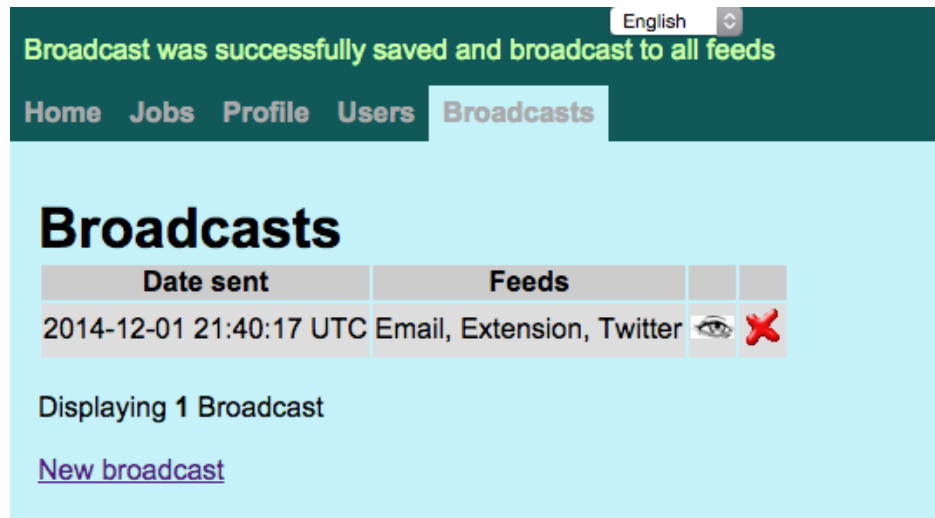 English
Broadcast was successfully saved and broadcast to all feeds
Home Jobs Profile Users Broadcasts
Broadcasts
Date sent Feeds
2014-12-01 21:40:17 UTC Email, Extension, Twitter
Displaying 1 Broadcast
New broadcast